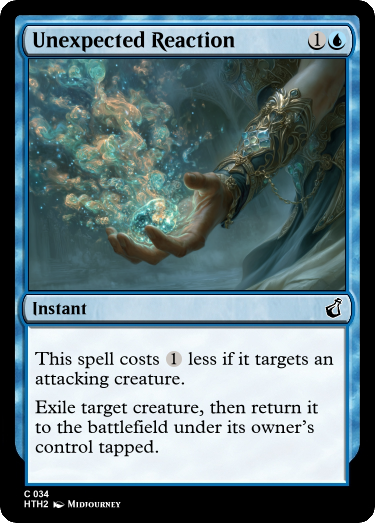 Unexpected Reaction 1
Instant
This spell costs 1 less if it targets an
attacking creature.
Exile target creature, then return it
to the battlefield under its owner's
control tapped.
C 034
HTH2 Midjourney